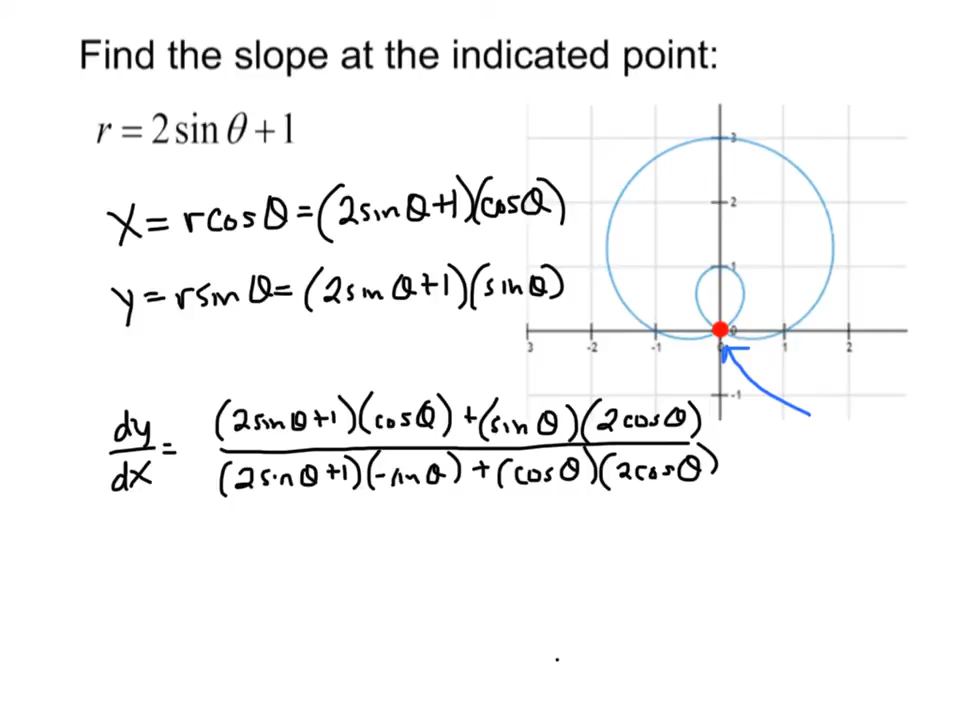 Find the slope at the indicated point:
r = 2 sin θ + 1
x = r cos θ = (2 sin θ + 1)(cos θ)
y = r sin θ = (2 sin θ + 1)(sin θ)
3
2
1
0
3 -2 -1 0 1 2
-1
dy/dx = (2 sin θ + 1)(cos θ) + (sin θ)(2 cos θ)
(2 sin θ + 1)(-sin θ) + (cos θ)(2 cos θ)